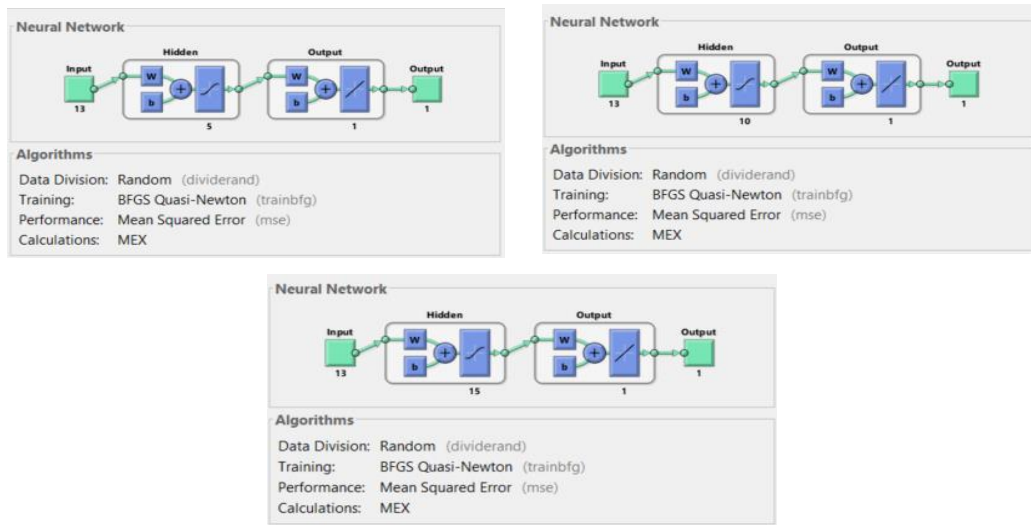 Neural Network
Hidden
Output
Input
Output
W
b
+
W
b
+
13
5
1
1
Algorithms
Data Division: Random (dividerand)
Training: BFGS Quasi-Newton (trainbfg)
Performance: Mean Squared Error (mse)
Calculations: MEX
Neural Network
Hidden
Output
Input
Output
W
b
+
W
b
+
13
10
1
1
Algorithms
Data Division: Random (dividerand)
Training: BFGS Quasi-Newton (trainbfg)
Performance: Mean Squared Error (mse)
Calculations: MEX
Neural Network
Hidden
Output
Input
Output
W
b
+
W
b
+
13
15
1
1
Algorithms
Data Division: Random (dividerand)
Training: BFGS Quasi-Newton (trainbfg)
Performance: Mean Squared Error (mse)
Calculations: MEX